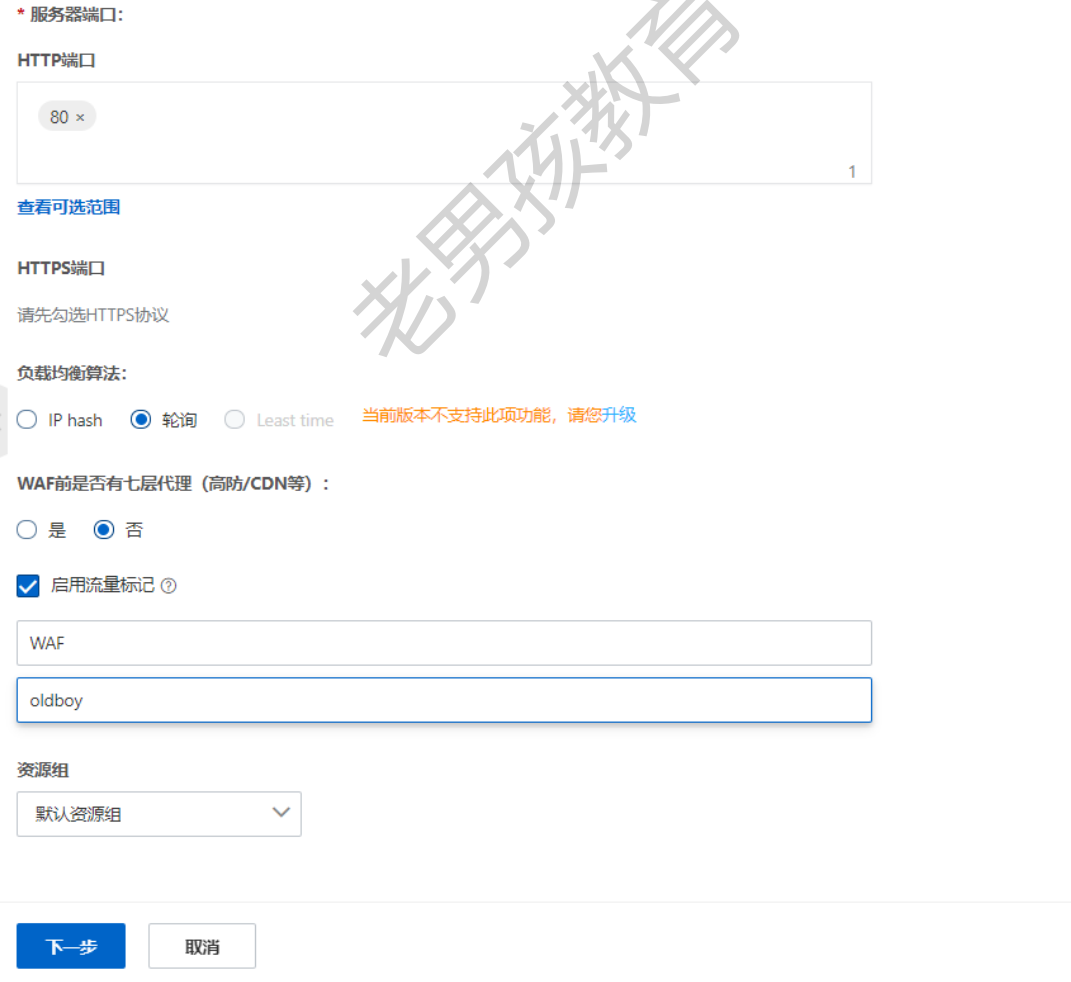 * 服务器端口：
HTTP端口
80 ×
1
查看可选范围
HTTPS端口
请先勾选HTTPS协议
负载均衡算法：
IP hash 轮询 Least time 当前版本不支持此项功能，请您升级
WAF前是否有七层代理（高防/CDN等）：
是 否
启用流量标记 ?
WAF
oldboy
资源组
默认资源组
下一步 取消
老男孩教育